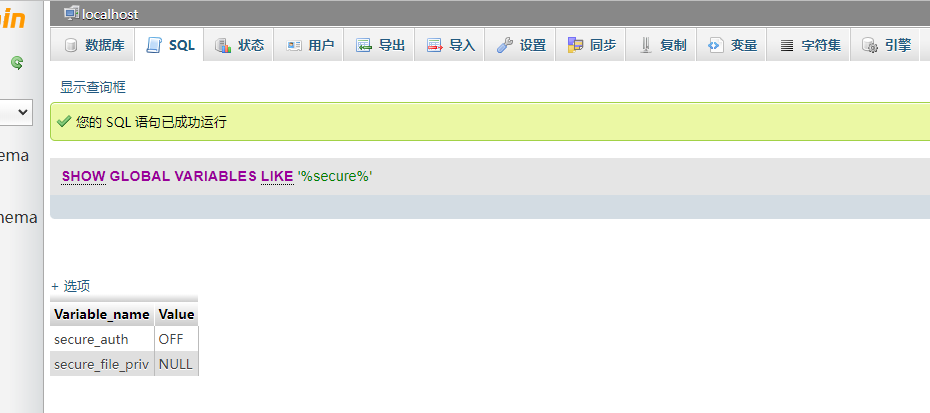 localhost
数据库 SQL 状态 用户 导出 导入 设置 同步 复制 变量 字符集 引擎
显示查询框
您的 SQL 语句已成功运行
ema
SHOW GLOBAL VARIABLES LIKE '%secure%'
hema
+ 选项
Variable_name Value
secure_auth OFF
secure_file_priv NULL